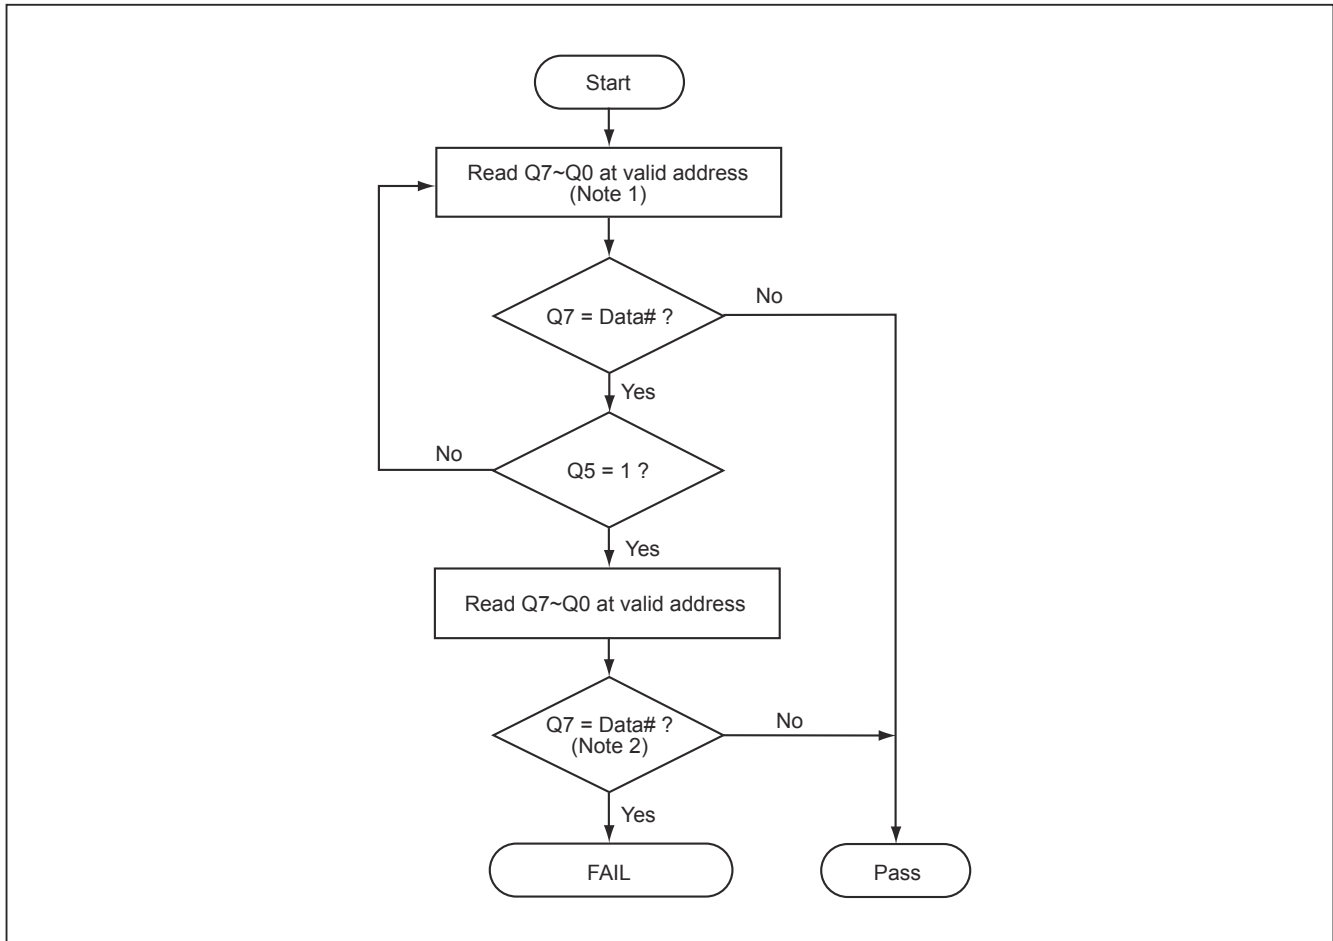 Start
Read Q7~Q0 at valid address
(Note 1)
Q7 = Data# ?
No
Yes
Q5 = 1 ?
No
Yes
Read Q7~Q0 at valid address
Q7 = Data# ?
(Note 2)
No
Yes
FAIL
Pass